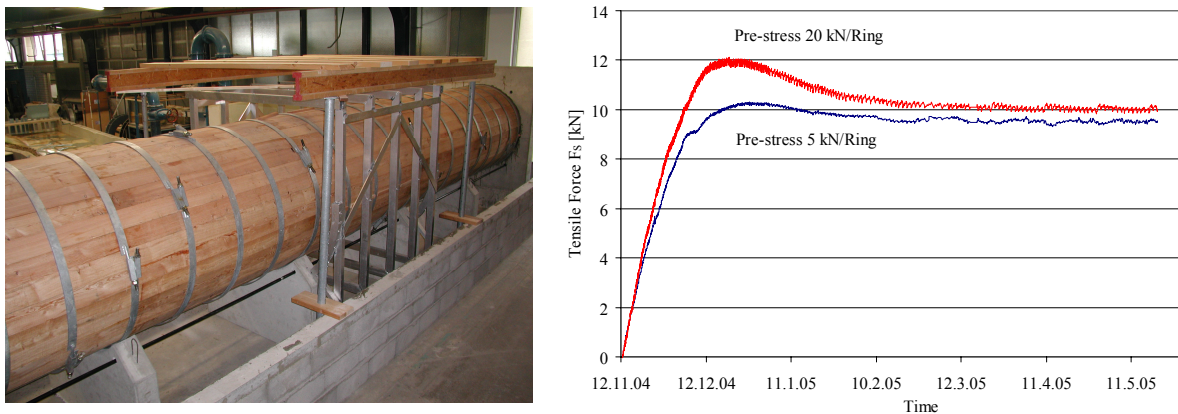 14
12
10
8
6
4
2
0
Tensile Force Fs [kN]
Pre-stress 20 kN/Ring
Pre-stress 5 kN/Ring
12.11.04 12.12.04 11.1.05 10.2.05 12.3.05 11.4.05 11.5.05
Time